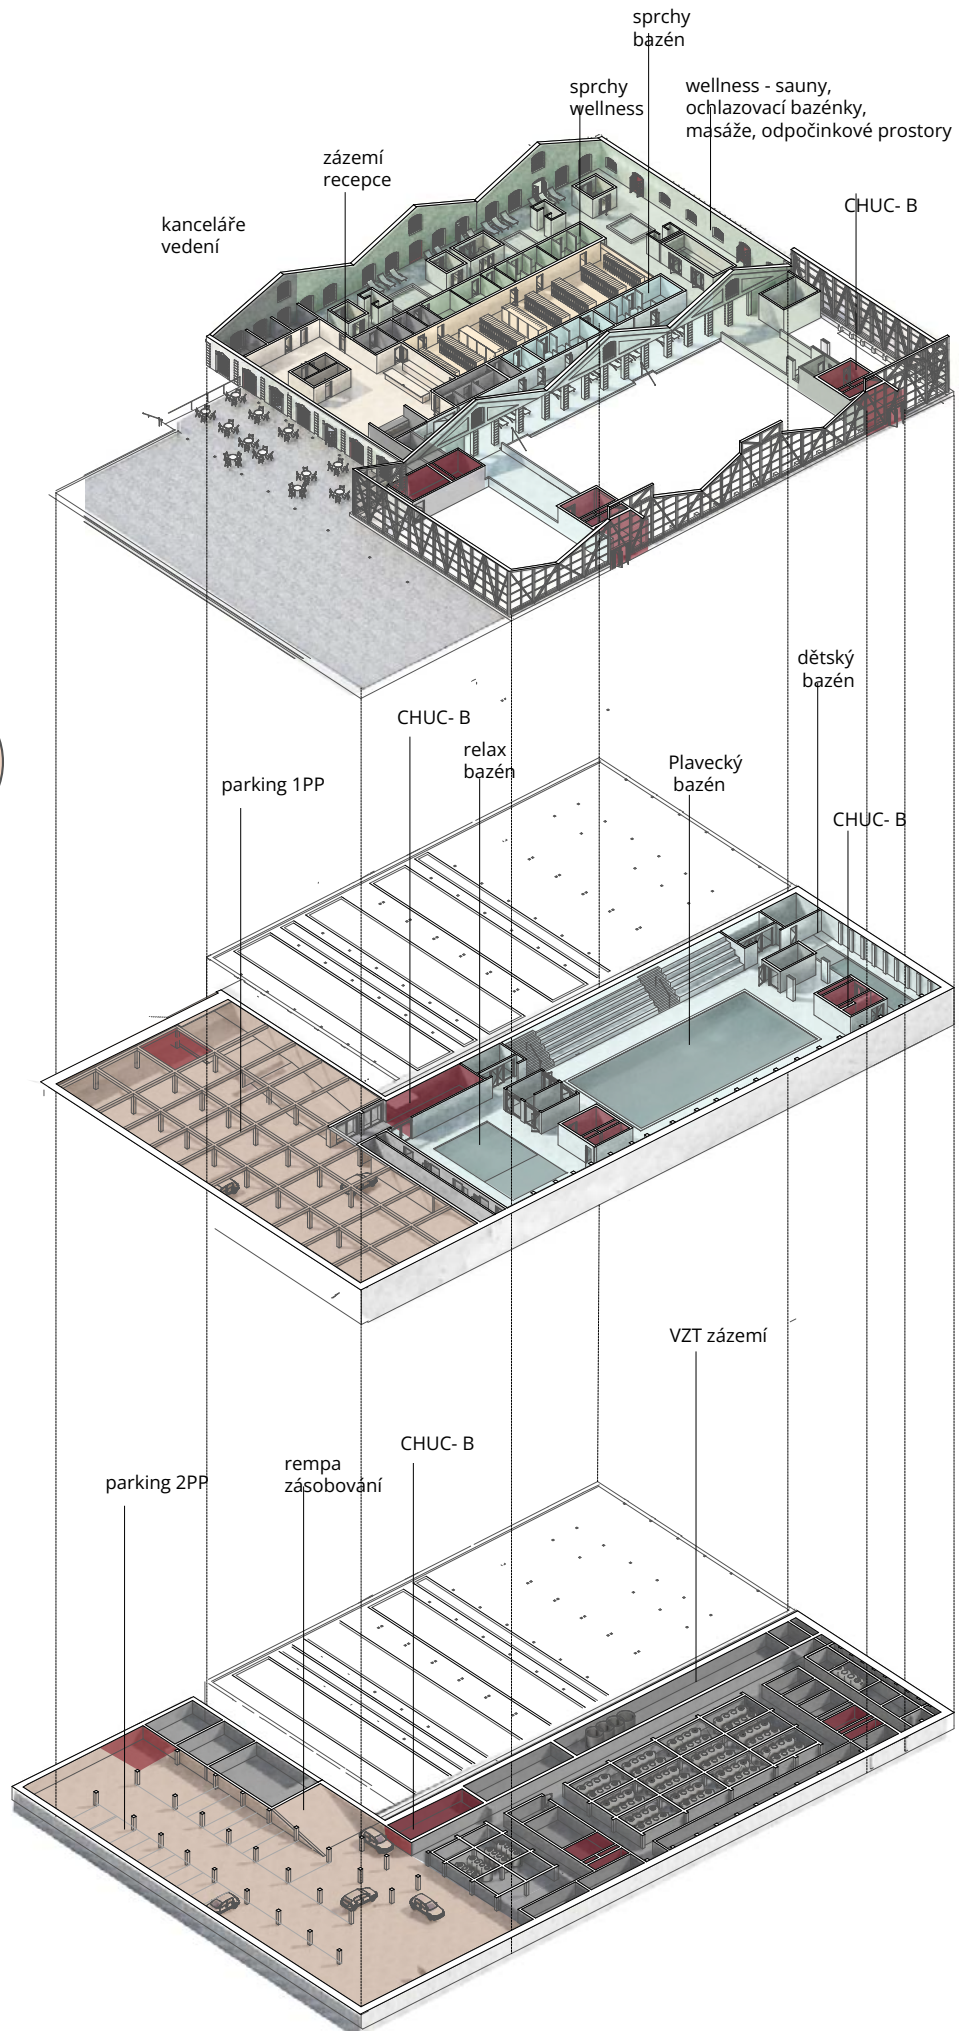 sprchy
bazén
sprchy
wellness
wellness - sauny,
ochlazovací bazénky,
masáže, odpočinkové prostory
zázemí
recepce
CHUC- B
kanceláře
vedení
dětský
bazén
CHUC- B
relax
bazén
Plavecký
bazén
parking 1PP
CHUC- B
VZT zázemí
CHUC- B
rempa
zásobování
parking 2PP